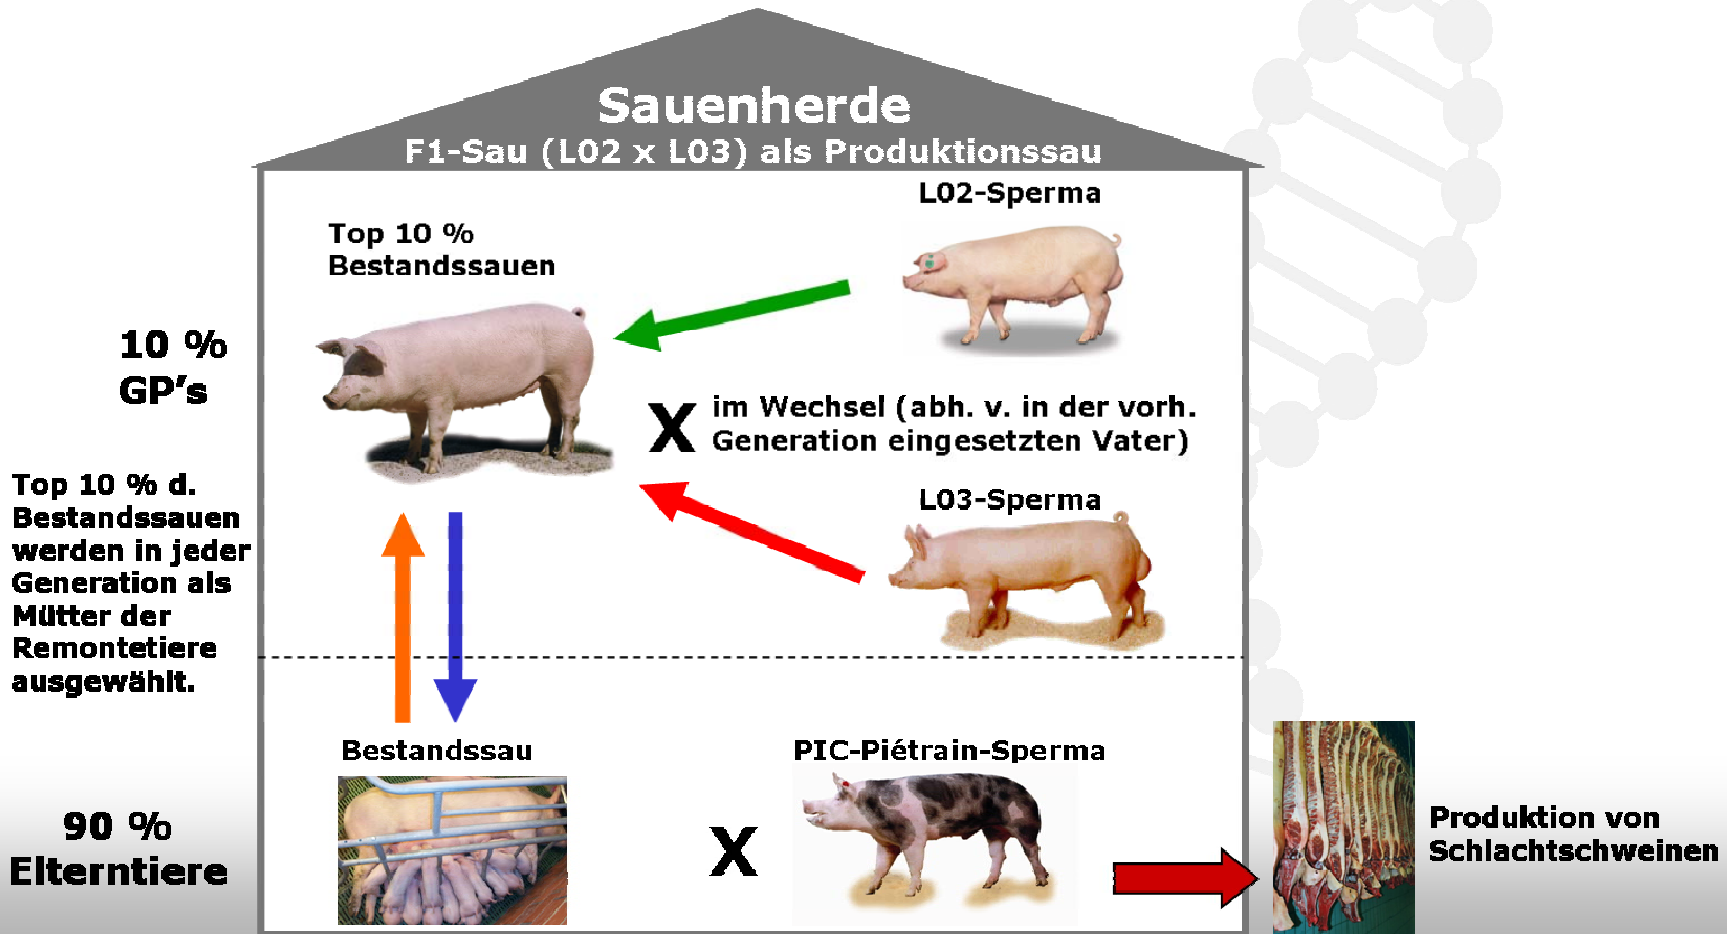 Sauenherde
F1-Sau (L02 x L03) als Produktionssau
L02-Sperma
Top 10 %
Bestandssauen
10 %
GP’s
im Wechsel (abh. v. in der vorh.
Generation eingesetzten Vater)
X
Top 10 % d.
Bestandssauen
werden in jeder
Generation als
Mütter der
Remontetiere
ausgewählt.
L03-Sperma
Bestandssau
PIC-Piétrain-Sperma
90 %
Elterntiere
X
Produktion von
Schlachtschweinen